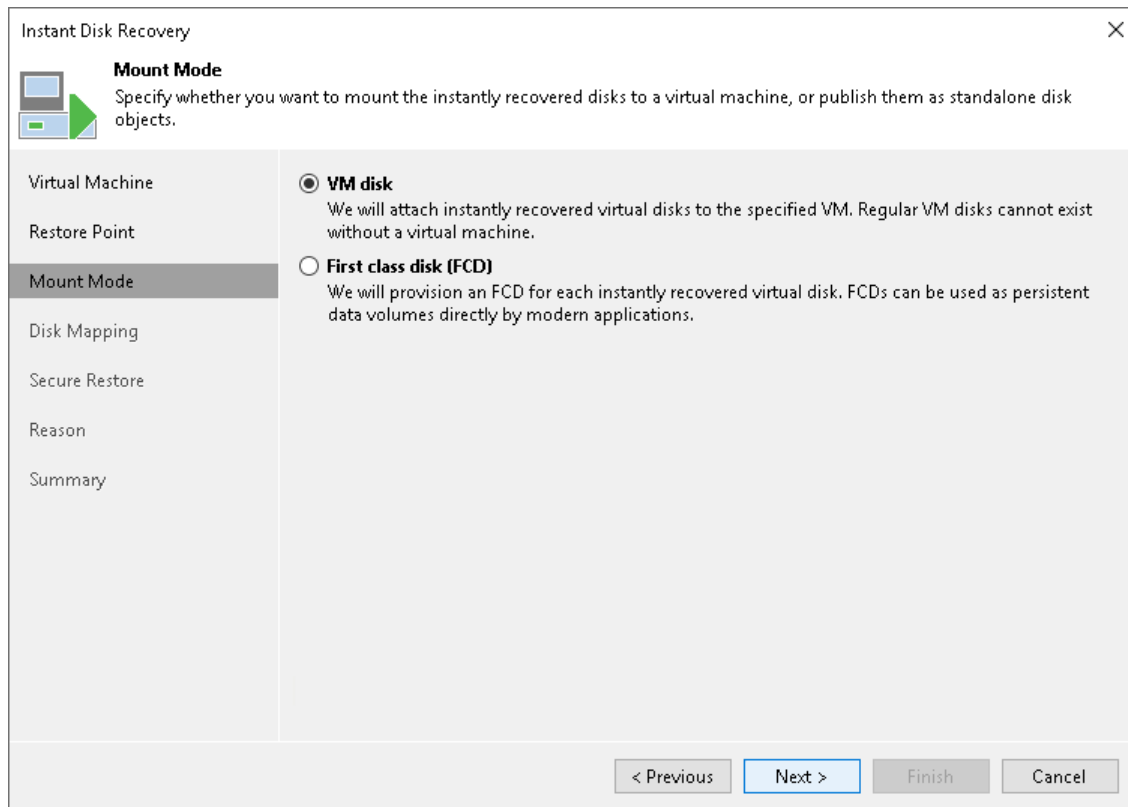 Instant Disk Recovery
Mount Mode
Specify whether you want to mount the instantly recovered disks to a virtual machine, or publish them as standalone disk
objects.
Virtual Machine
Restore Point
Mount Mode
Disk Mapping
Secure Restore
Reason
Summary
VM disk
We will attach instantly recovered virtual disks to the specified VM. Regular VM disks cannot exist
without a virtual machine.
First class disk (FCD)
We will provision an FCD for each instantly recovered virtual disk. FCDs can be used as persistent
data volumes directly by modern applications.
< Previous
Next >
Finish
Cancel